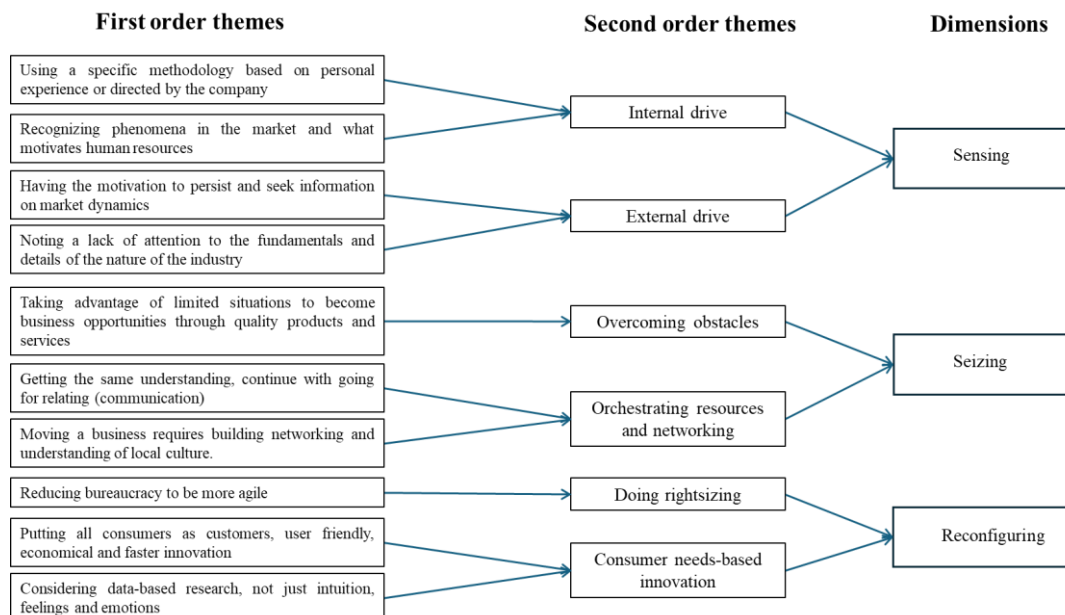 First order themes
Second order themes
Dimensions
Using a specific methodology based on personal
experience or directed by the company
Recognizing phenomena in the market and what
motivates human resources
Having the motivation to persist and seek information
on market dynamics
Noting a lack of attention to the fundamentals and
details of the nature of the industry
Taking advantage of limited situations to become
business opportunities through quality products and
services
Getting the same understanding, continue with going
for relating (communication)
Moving a business requires building networking and
understanding of local culture.
Reducing bureaucracy to be more agile
Putting all consumers as customers, user friendly,
economical and faster innovation
Considering data-based research, not just intuition,
feelings and emotions
Internal drive
External drive
Overcoming obstacles
Orchestrating resources
and networking
Doing rightsizing
Consumer needs-based
innovation
Sensing
Seizing
Reconfiguring